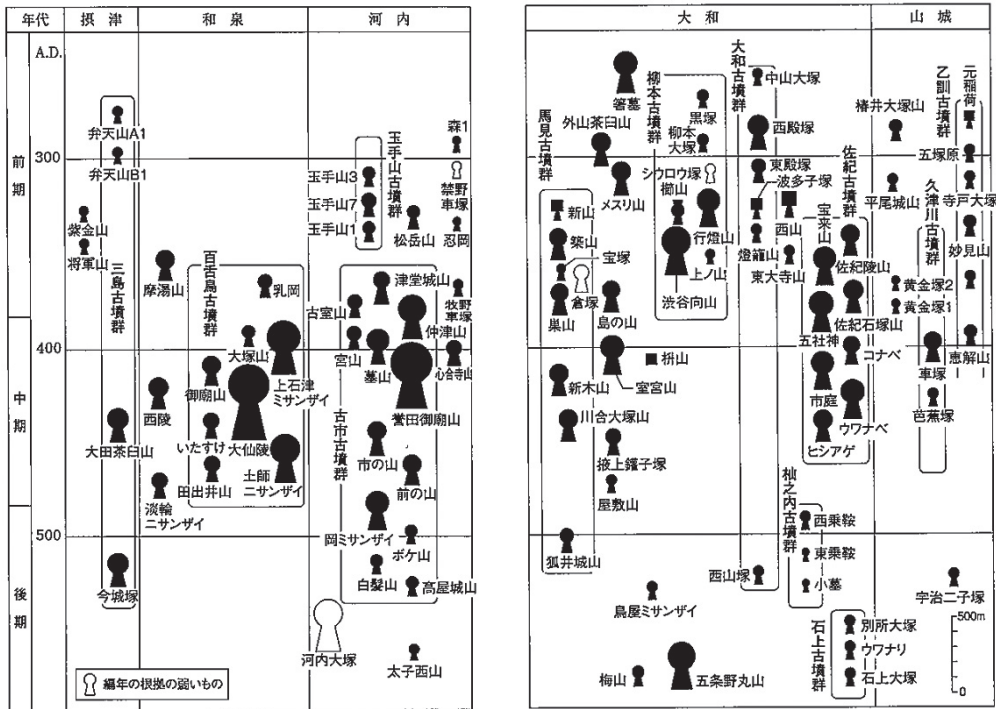 年代
摂津
和泉
河内
A.D.
前期
300
中期
400
後期
500
弁天山A1
弁天山B1
紫金山
将軍山
三島古墳群
大田茶臼山
今城塚
摩湯山
西陵
淡輪
ニサンザイ
百舌鳥古墳群
乳岡
大塚山
御廟山
上石津
ミサンザイ
いたすけ
大仙陵
田出井山
土師
ニサンザイ
玉手山古墳群
玉手山3
玉手山7
玉手山1
松岳山
森1
禁野
車塚
忍岡
牧野
車塚
心合寺山
古市古墳群
津堂城山
古室山
仲津山
宮山
墓山
誉田御廟山
市の山
前の山
岡ミサンザイ
ボケ山
白髪山
高屋城山
河内大塚
太子西山
編年の根拠の弱いもの
大和
山城
箸墓
外山茶臼山
メスリ山
馬見古墳群
新山
築山
宝塚
倉塚
巣山
島の山
新木山
室宮山
枡山
川合大塚山
掖上鑵子塚
屋敷山
狐井城山
柳本古墳群
黒塚
柳本
大塚
シウロウ塚
櫛山
行燈山
上ノ山
渋谷向山
大和古墳群
中山大塚
西殿塚
東殿塚
波多子塚
燈籠山
西山
東大寺山
西山塚
佐紀古墳群
宝来山
佐紀陵山
佐紀石塚山
五社神
コナベ
市庭
ウワナベ
ヒシアゲ
杣之内古墳群
西乗鞍
東乗鞍
小墓
鳥屋ミサンザイ
梅山
五条野丸山
石上古墳群
別所大塚
ウワナリ
石上大塚
椿井大塚山
平尾城山
久津川古墳群
黄金塚2
黄金塚1
車塚
芭蕉塚
乙訓古墳群
元稲荷
五塚原
寺戸大塚
妙見山
恵解山
宇治二子塚
500m
0